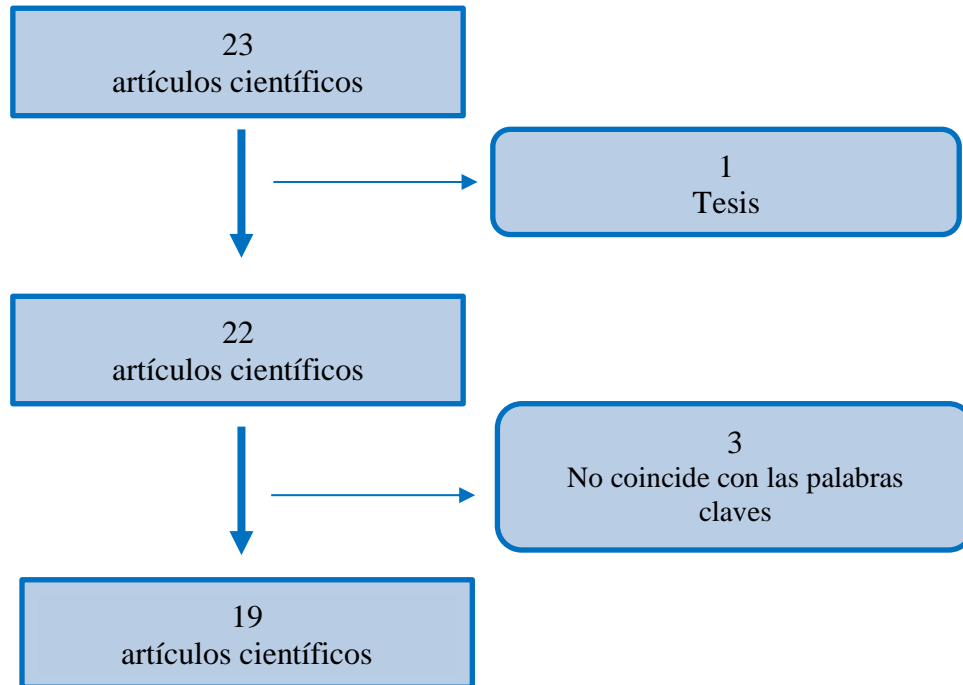 23
artículos científicos
1
Tesis
22
artículos científicos
3
No coincide con las palabras
claves
19
artículos científicos